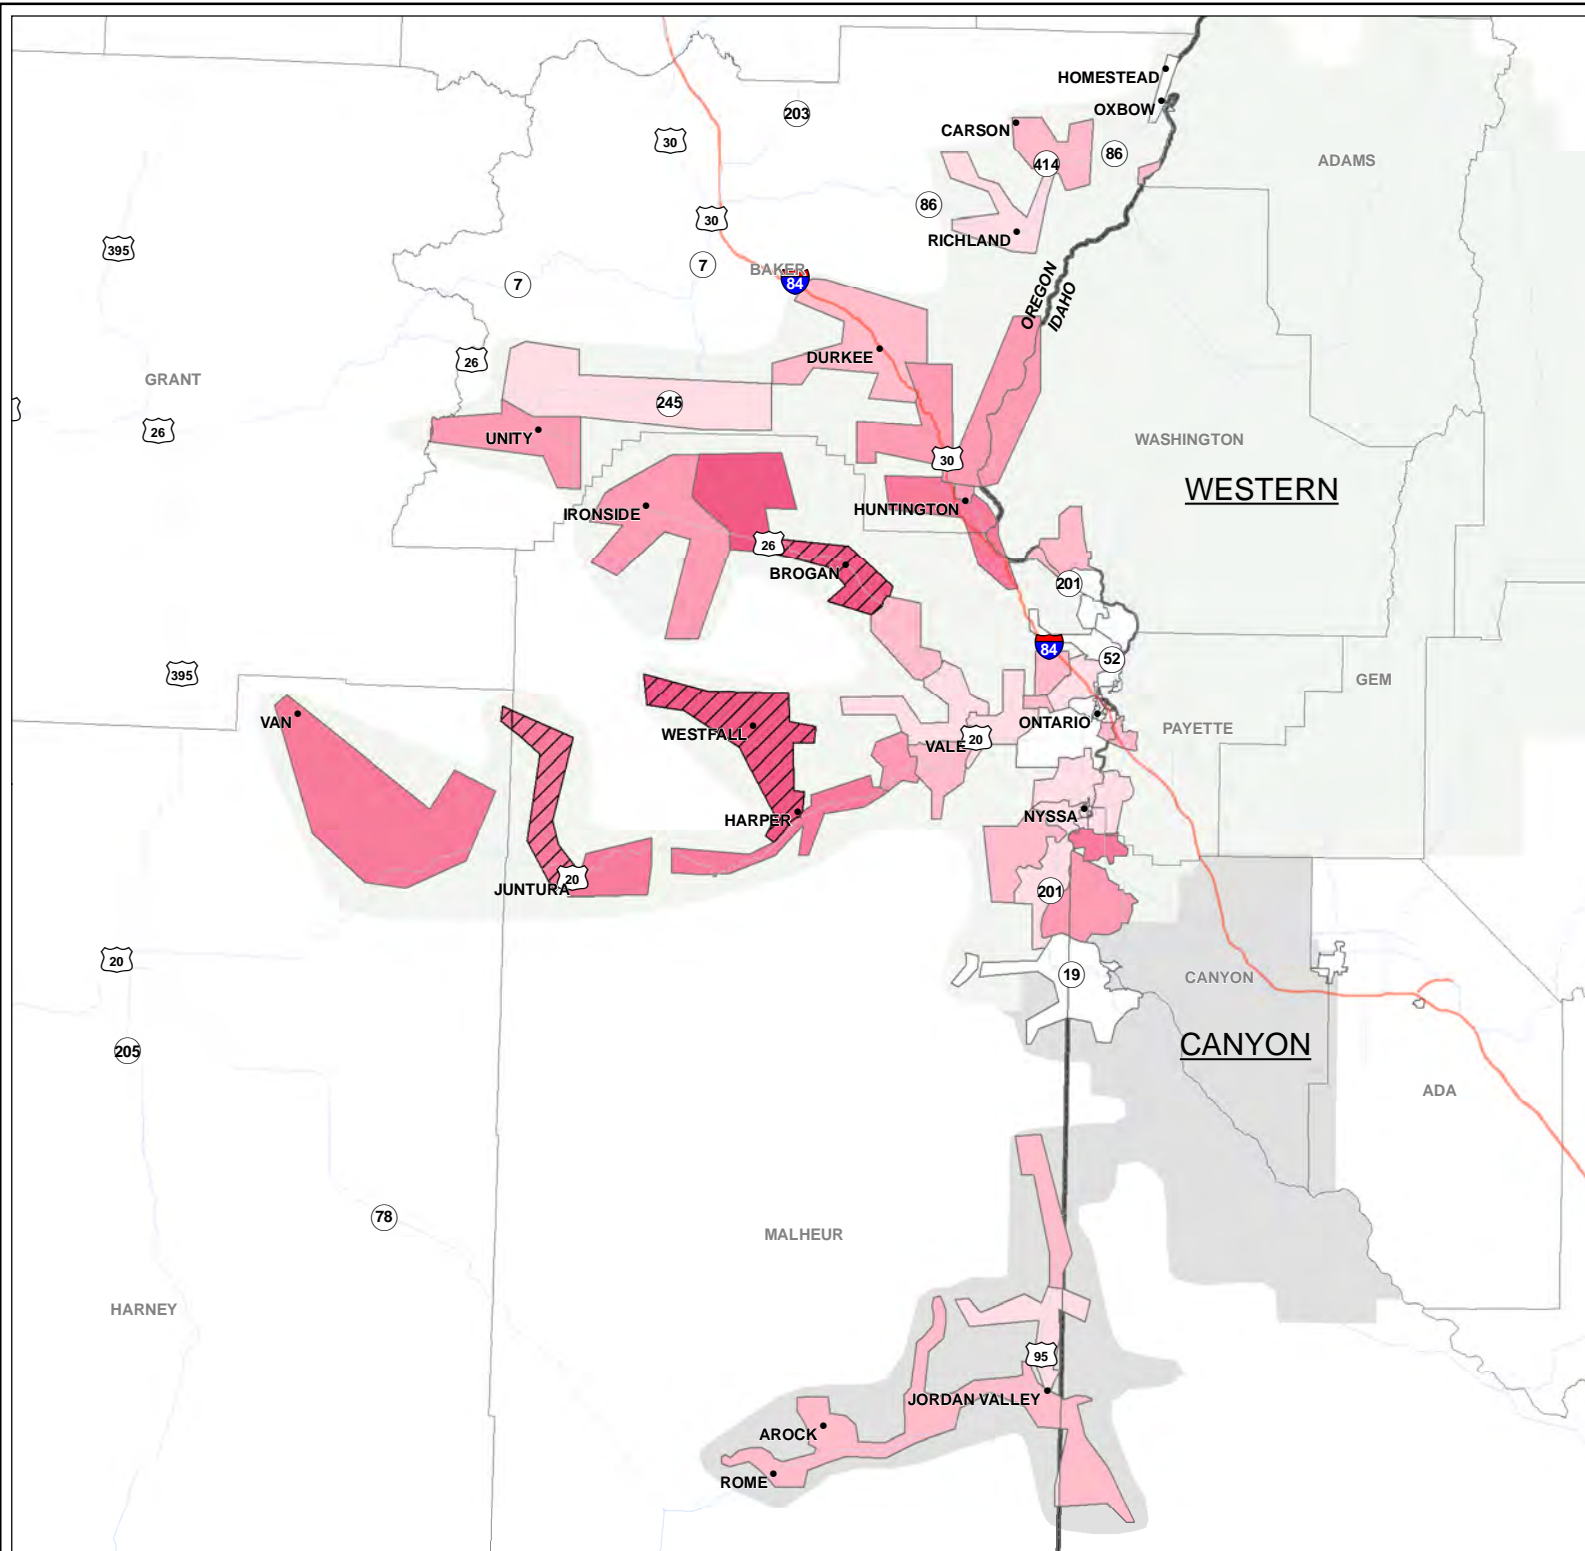 HOMESTEAD
OXBOW
203
CARSON
30
86
414
ADAMS
86
30
RICHLAND
395
7
BAKER
7
84
OREGON
IDAHO
DURKEE
26
GRANT
245
26
UNITY
WASHINGTON
30
WESTERN
HUNTINGTON
IRONSIDE
26
BROGAN
201
84
52
395
GEM
VAN
ONTARIO
PAYETTE
WESTFALL
20
VALE
HARPER
NYSSA
20
JUNTURA
201
20
19
CANYON
CANYON
205
ADA
78
MALHEUR
HARNEY
95
JORDAN VALLEY
AROCK
ROME